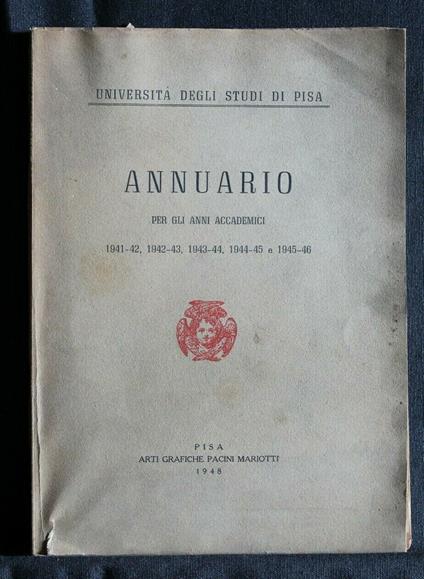 UNIVERSITÁ DEGLI STUDI DI PISA
ANNUARIO
PER GLI ANNI ACCADEMICI
1941-42, 1942-43, 1943-44, 1944-45 e 1945-46
PISA
ARTI GRAFICHE PACINI MARIOTTI
1948